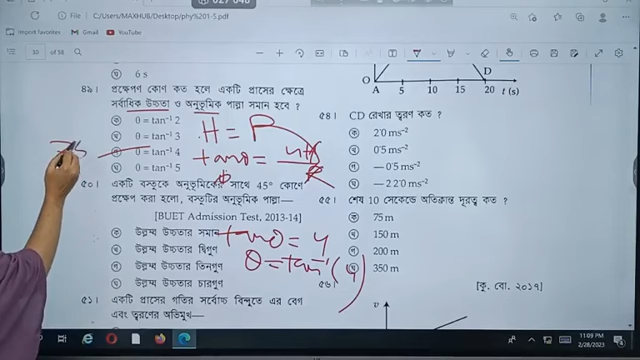 File
C:/Users/MAXHUB/Desktop/phy%201-5.pdf
Import Favorites
Gmail
YouTube
30 of 58
ঘ 6 s
৪৯। প্রক্ষেপণ কোণ কত হলে একটি প্রাসের ক্ষেত্রে
সর্বাধিক উচ্চতা ও অনুভূমিক পাল্লা সমান হবে ?
ক θ = tan⁻¹ 2
খ θ = tan⁻¹ 3
গ θ = tan⁻¹ 4
ঘ θ = tan⁻¹ 5
H = R
tanθ = 4H/R
৫০। একটি বস্তুকে অনুভূমিকের সাথে 45° কোণে
প্রক্ষেপ করা হলো, বস্তুটির অনুভূমিক পাল্লা—
[BUET Admission Test, 2013-14]
ক উল্লম্ব উচ্চতার সমান
খ উল্লম্ব উচ্চতার দ্বিগুণ
গ উল্লম্ব উচ্চতার তিনগুণ
ঘ উল্লম্ব উচ্চতার চারগুণ
tanθ = 4
θ = tan⁻¹(4)
৫১। একটি প্রাসের গতির সর্বোচ্চ বিন্দুতে এর বেগ
এবং ত্বরণের অভিমুখ—
O A 5 10 15 20 D t (s)
৫৪। CD রেখার ত্বরণ কত ?
ক 2.0 ms⁻²
খ 0.5 ms⁻²
গ − 0.5 ms⁻²
ঘ − 2.20 ms⁻²
৫৫। শেষ 10 সেকেন্ডে অতিক্রান্ত দূরত্ব কত ?
ক 75 m
খ 150 m
গ 200 m
ঘ 350 m
[কু. বো. ২০১৭]
৫৬।
v
11:09 PM
2/28/2023